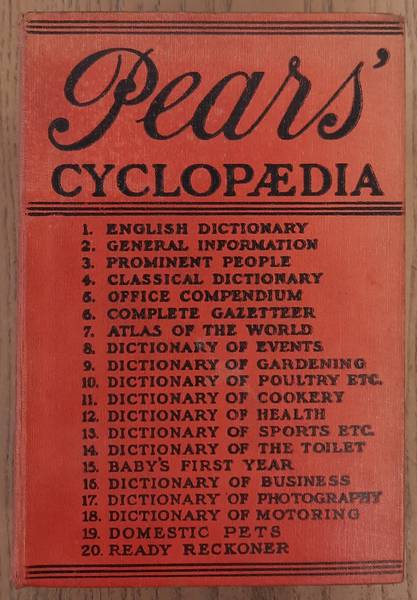 Pears'
CYCLOPÆDIA
1. ENGLISH DICTIONARY
2. GENERAL INFORMATION
3. PROMINENT PEOPLE
4. CLASSICAL DICTIONARY
5. OFFICE COMPENDIUM
6. COMPLETE GAZETTEER
7. ATLAS OF THE WORLD
8. DICTIONARY OF EVENTS
9. DICTIONARY OF GARDENING
10. DICTIONARY OF POULTRY ETC.
11. DICTIONARY OF COOKERY
12. DICTIONARY OF HEALTH
13. DICTIONARY OF SPORTS ETC.
14. DICTIONARY OF THE TOILET
15. BABY'S FIRST YEAR
16. DICTIONARY OF BUSINESS
17. DICTIONARY OF PHOTOGRAPHY
18. DICTIONARY OF MOTORING
19. DOMESTIC PETS
20. READY RECKONER